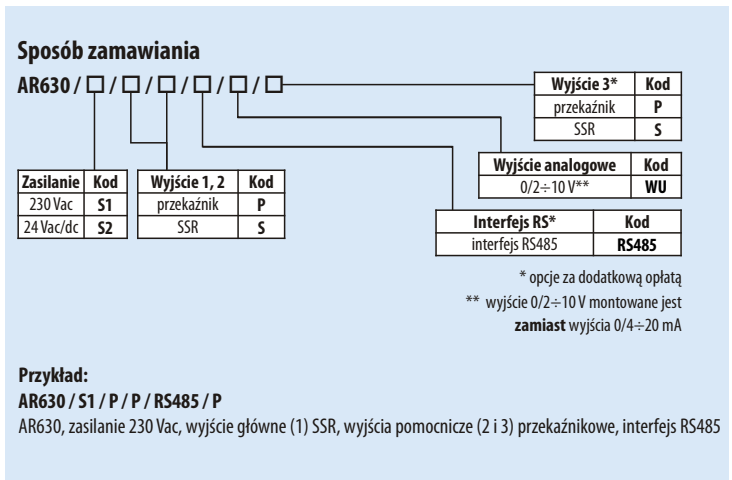 Sposób zamawiania
AR630 / □ / □ / □ / □ / □ / □
Wyjście 3* Kod
przekaźnik P
SSR S
Wyjście analogowe Kod
0/2÷10 V** WU
Zasilanie Kod
230 Vac S1
24 Vac/dc S2
Wyjście 1, 2 Kod
przekaźnik P
SSR S
Interfejs RS* Kod
interfejs RS485 RS485
* opcje za dodatkową opłatą
** wyjście 0/2÷10 V montowane jest
zamiast wyjścia 0/4÷20 mA
Przykład:
AR630 / S1 / P / P / RS485 / P
AR630, zasilanie 230 Vac, wyjście główne (1) SSR, wyjścia pomocnicze (2 i 3) przekaźnikowe, interfejs RS485